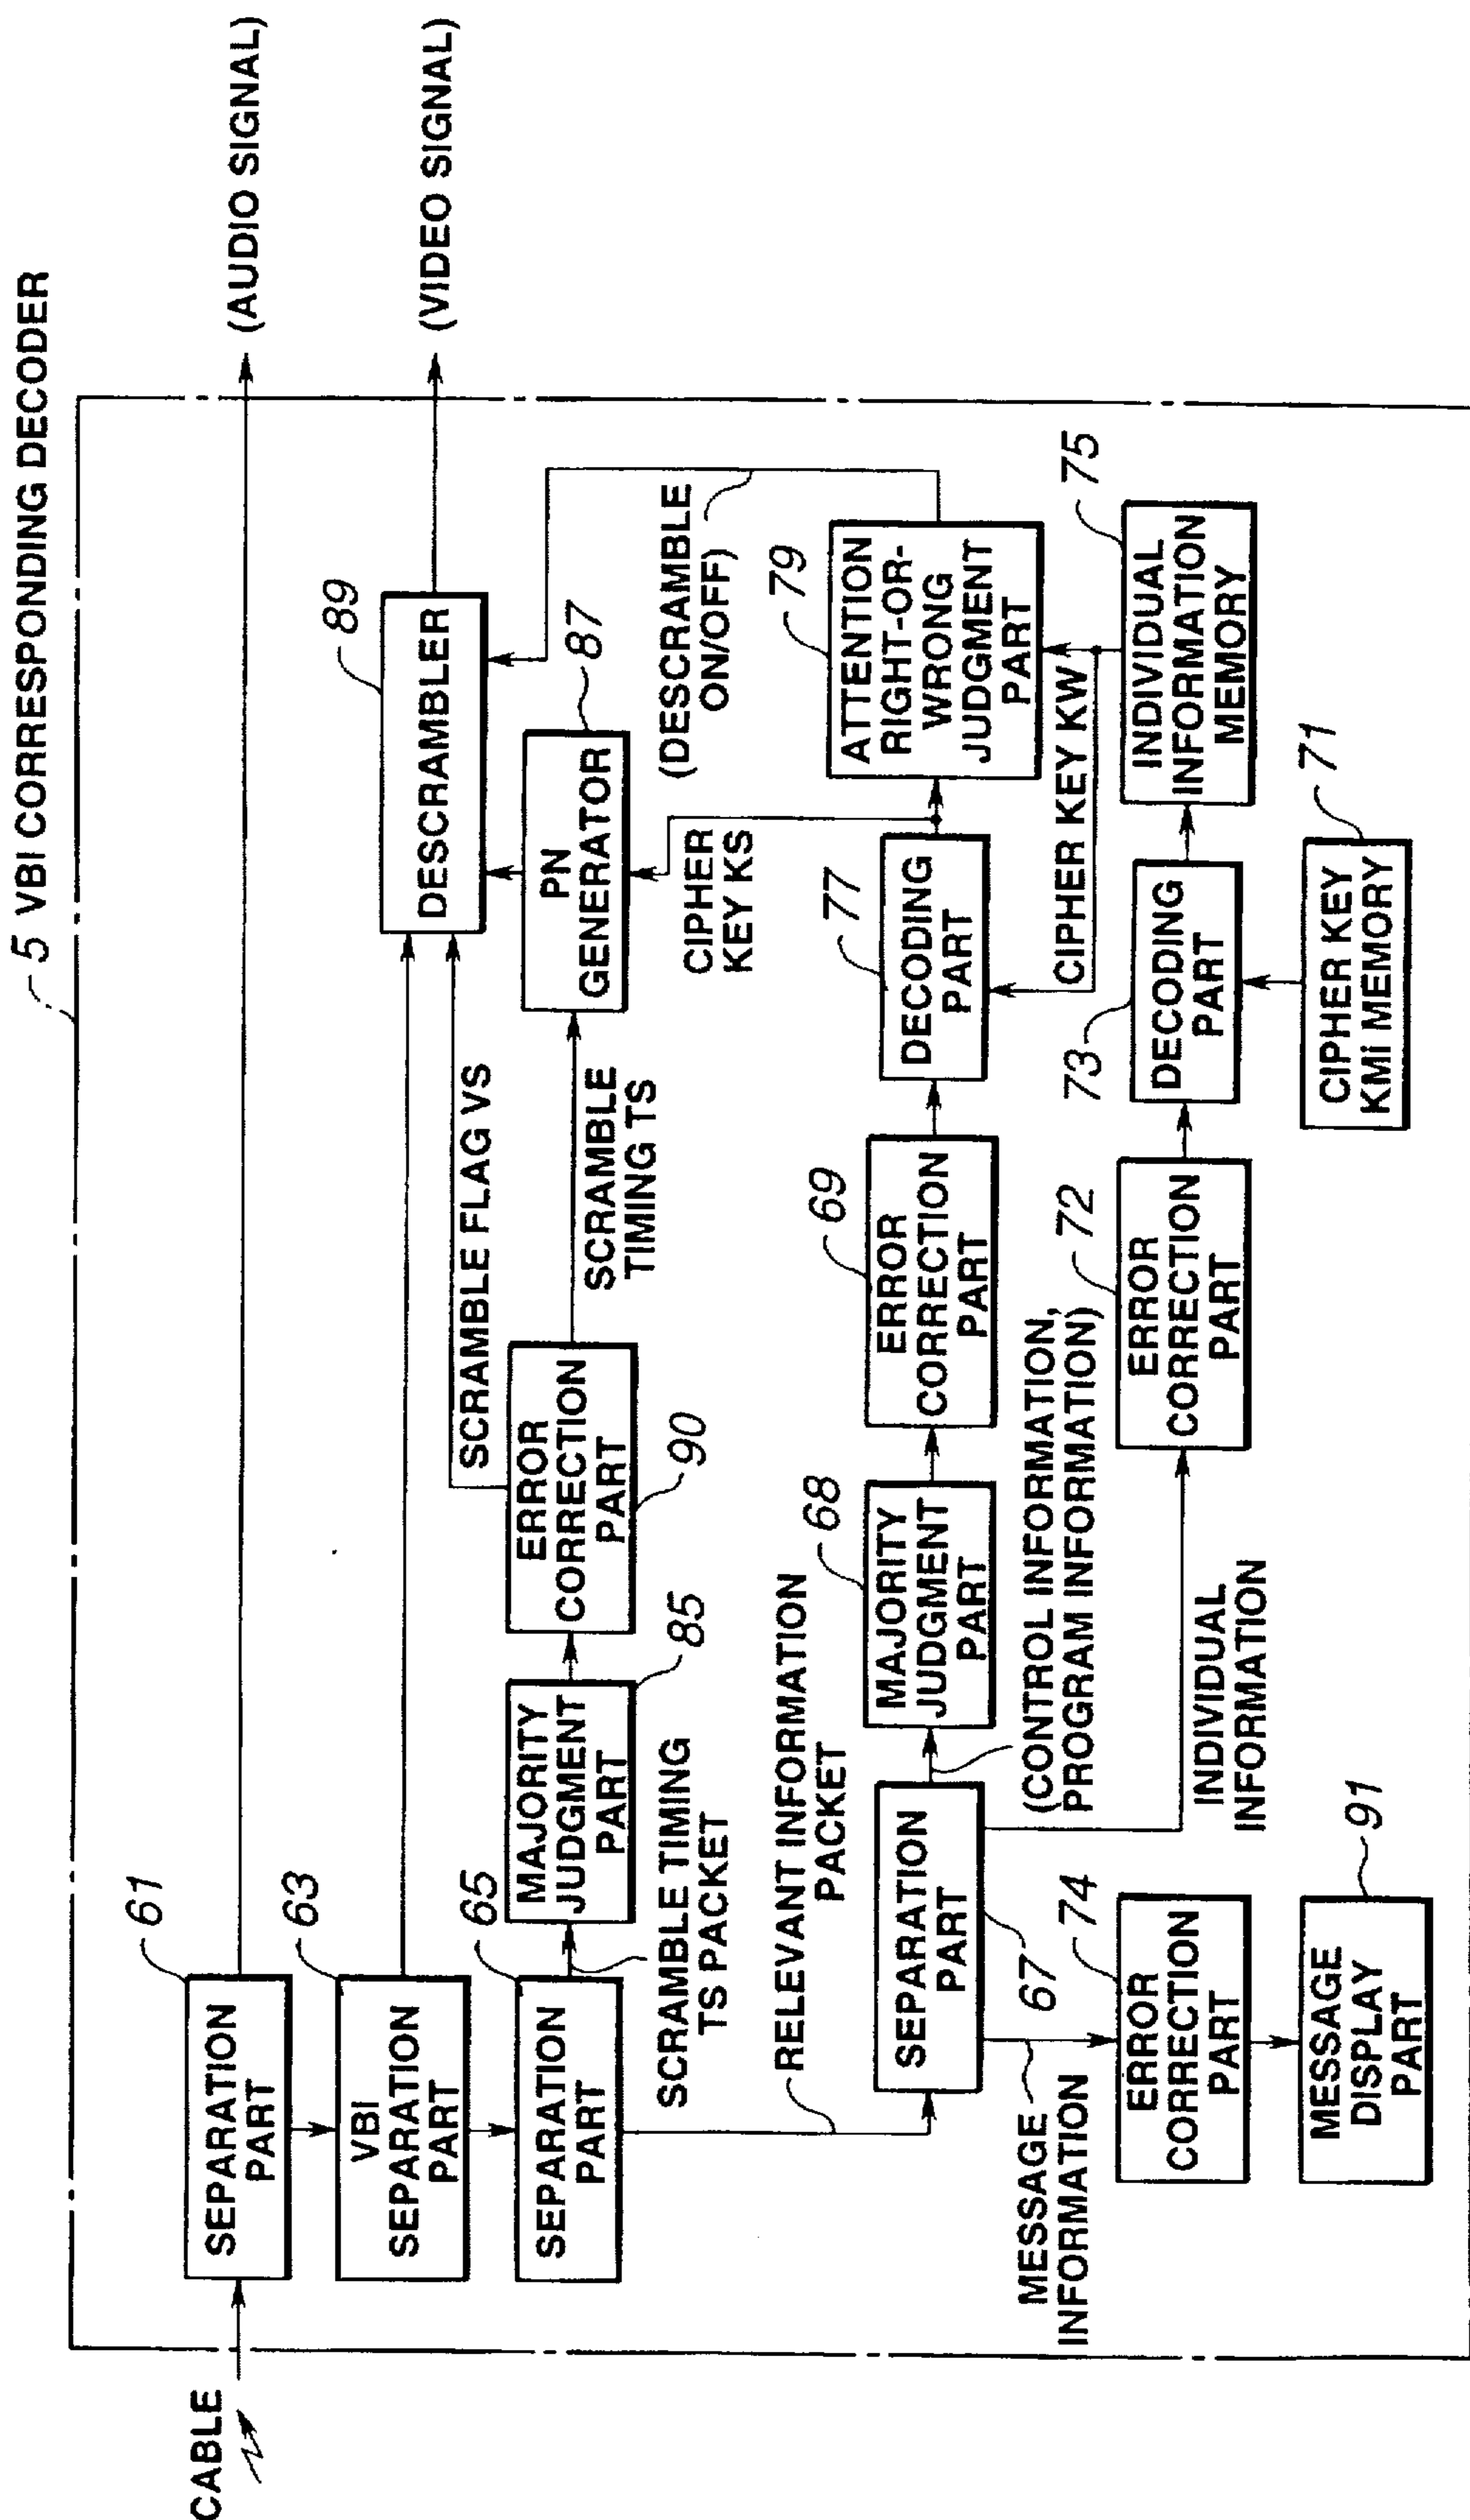 5 VBI CORRESPONDING DECODER
CABLE
(AUDIO SIGNAL)
(VIDEO SIGNAL)
61
SEPARATION
PART
63
VBI
SEPARATION
PART
65
SEPARATION
PART
SCRAMBLE TIMING
TS PACKET
MAJORITY
JUDGMENT
PART
85
ERROR
CORRECTION
PART
90
SCRAMBLE FLAG VS
SCRAMBLE
TIMING TS
PN
GENERATOR
87
DESCRAMBLER
89
CIPHER
KEY KS
(DESCRAMBLE
ON/OFF)
RELEVANT INFORMATION
PACKET
SEPARATION
PART
67
MAJORITY
JUDGMENT
PART
68
(CONTROL INFORMATION,
PROGRAM INFORMATION)
ERROR
CORRECTION
PART
69
DECODING
PART
77
ATTENTION
RIGHT-OR-
WRONG
JUDGMENT
PART
79
CIPHER KEY KW
MESSAGE
INFORMATION
ERROR
CORRECTION
PART
74
MESSAGE
DISPLAY
PART
91
INDIVIDUAL
INFORMATION
ERROR
CORRECTION
PART
72
DECODING
PART
73
INDIVIDUAL
INFORMATION
MEMORY
75
CIPHER KEY
KMi MEMORY
71